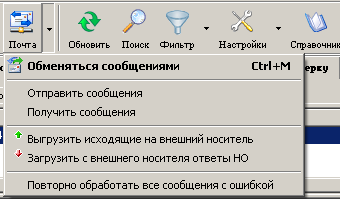 Почта Обновить Поиск Фильтр Настройки Справочник
Обменяться сообщениями Ctrl+M
Отправить сообщения
Получить сообщения
Выгрузить исходящие на внешний носитель
Загрузить с внешнего носителя ответы НО
Повторно обработать все сообщения с ошибкой